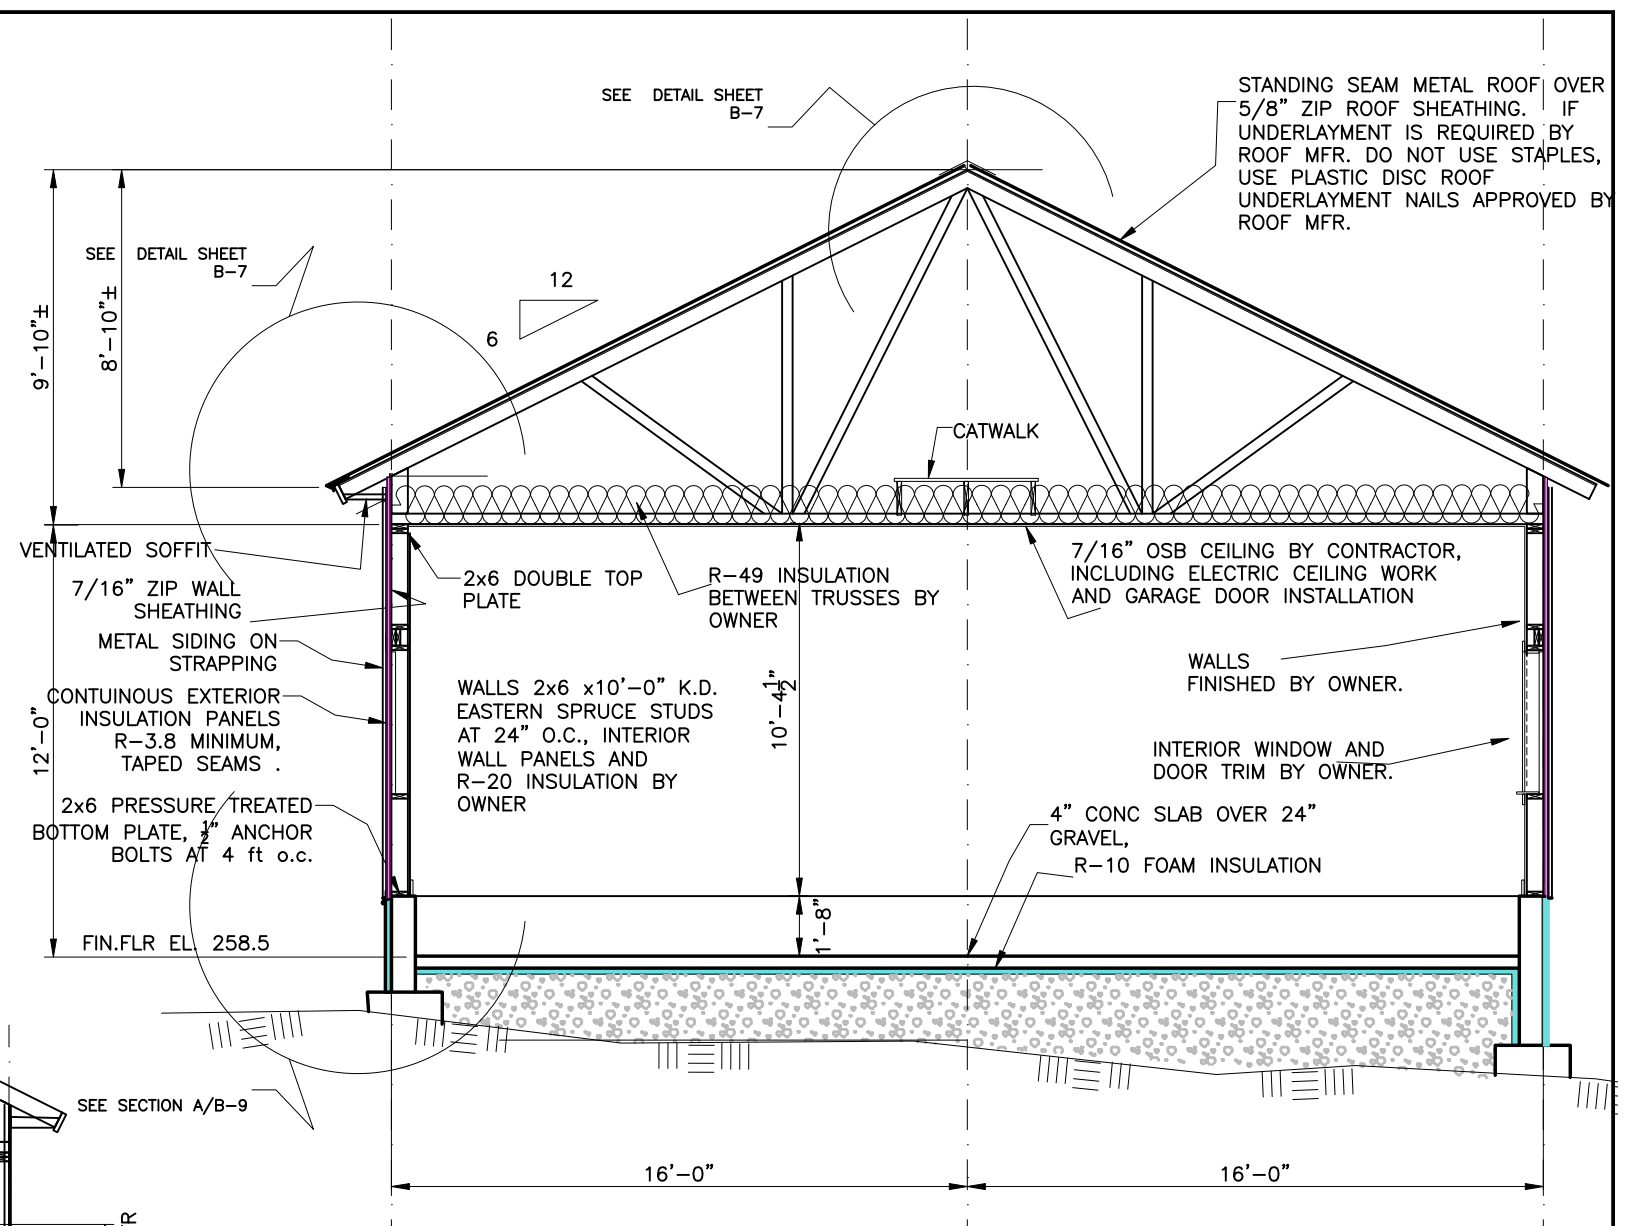 SEE DETAIL SHEET
B-7
STANDING SEAM METAL ROOF OVER
5/8" ZIP ROOF SHEATHING. IF
UNDERLAYMENT IS REQUIRED BY
ROOF MFR. DO NOT USE STAPLES,
USE PLASTIC DISC ROOF
UNDERLAYMENT NAILS APPROVED BY
ROOF MFR.
SEE DETAIL SHEET
B-7
12
6
9'-10"±
8'-10"±
CATWALK
VENTILATED SOFFIT
7/16" ZIP WALL
SHEATHING
METAL SIDING ON
STRAPPING
CONTUINOUS EXTERIOR
INSULATION PANELS
R-3.8 MINIMUM,
TAPED SEAMS .
12'-0"
2x6 PRESSURE TREATED
BOTTOM PLATE, 1/2" ANCHOR
BOLTS AT 4 ft o.c.
2x6 DOUBLE TOP
PLATE
R-49 INSULATION
BETWEEN TRUSSES BY
OWNER
7/16" OSB CEILING BY CONTRACTOR,
INCLUDING ELECTRIC CEILING WORK
AND GARAGE DOOR INSTALLATION
WALLS 2x6 x10'-0" K.D.
EASTERN SPRUCE STUDS
AT 24" O.C., INTERIOR
WALL PANELS AND
R-20 INSULATION BY
OWNER
10'-4 1/2"
WALLS
FINISHED BY OWNER.
INTERIOR WINDOW AND
DOOR TRIM BY OWNER.
4" CONC SLAB OVER 24"
GRAVEL,
R-10 FOAM INSULATION
1'-8"
FIN.FLR EL. 258.5
SEE SECTION A/B-9
16'-0"
16'-0"